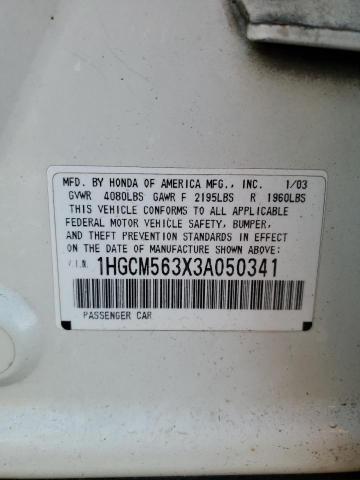 MFD. BY HONDA OF AMERICA MFG., INC. 1/03
GVWR 4080LBS GAWR F 2195LBS R 1960LBS
THIS VEHICLE CONFORMS TO ALL APPLICABLE
FEDERAL MOTOR VEHICLE SAFETY, BUMPER,
AND THEFT PREVENTION STANDARDS IN EFFECT
ON THE DATE OF MANUFACTURE SHOWN ABOVE:
V.I.N. 1HGCM563X3A050341
PASSENGER CAR